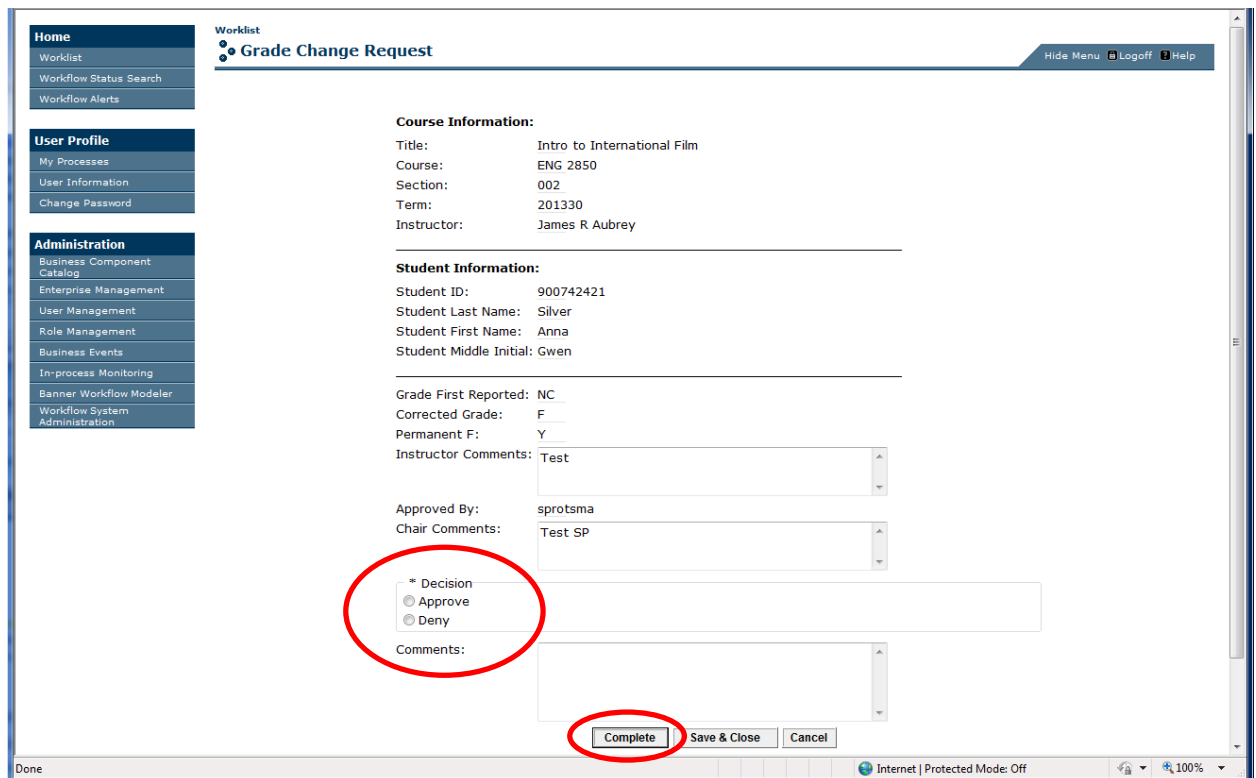 Home
Worklist
Workflow Status Search
Workflow Alerts
User Profile
My Processes
User Information
Change Password
Administration
Business Component
Catalog
Enterprise Management
User Management
Role Management
Business Events
In-process Monitoring
Banner Workflow Modeler
Workflow System
Administration
Worklist
Grade Change Request
Hide Menu Logoff ? Help
Course Information:
Title: Intro to International Film
Course: ENG 2850
Section: 002
Term: 201330
Instructor: James R Aubrey
Student Information:
Student ID: 900742421
Student Last Name: Silver
Student First Name: Anna
Student Middle Initial: Gwen
Grade First Reported: NC
Corrected Grade: F
Permanent F: Y
Instructor Comments: Test
Approved By: sprotsma
Chair Comments: Test SP
* Decision
Approve
Deny
Comments:
Complete Save & Close Cancel
Done Internet | Protected Mode: Off 100%